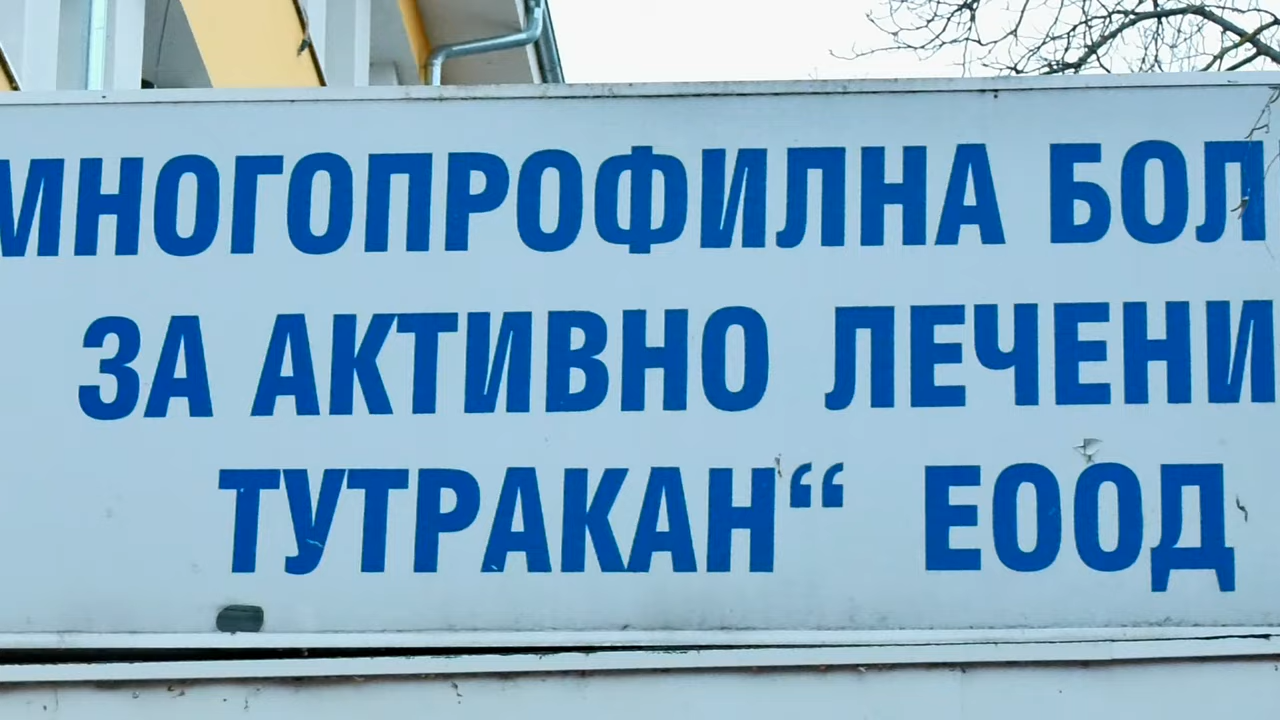 МНОГОПРОФИЛНА БОЛ
ЗА АКТИВНО ЛЕЧЕНИ
ТУТРАКАН“ ЕООД